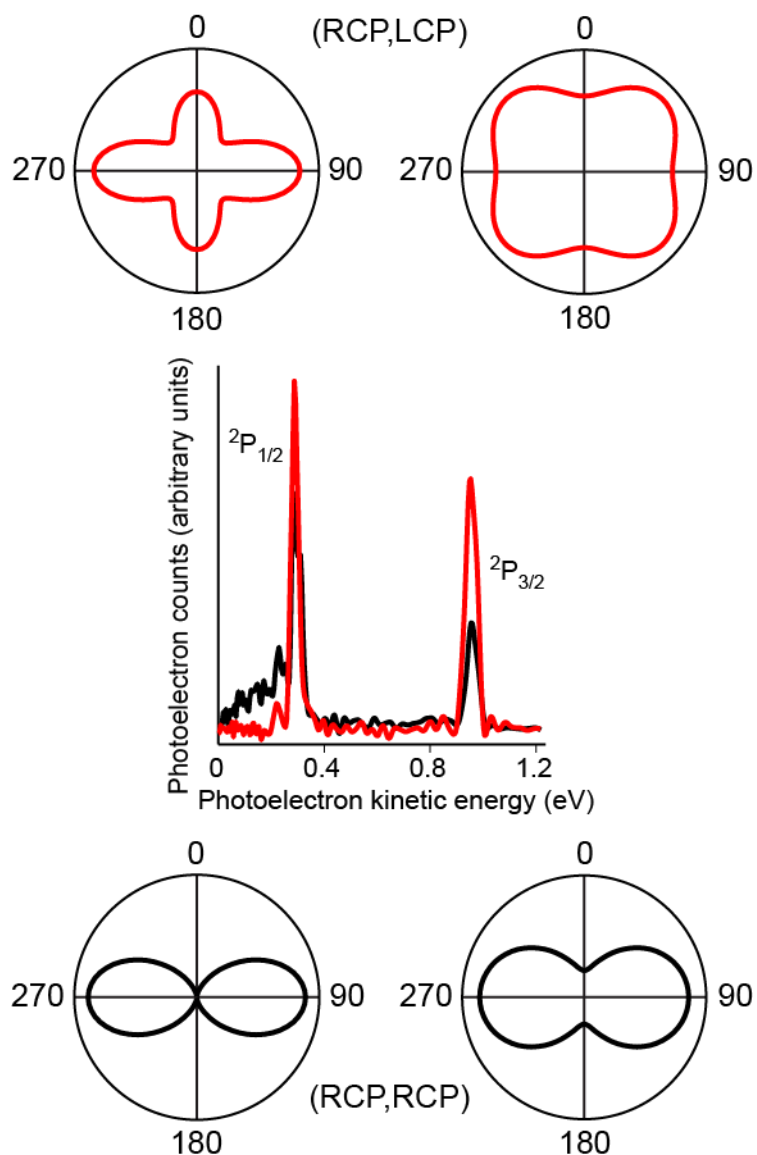 0 (RCP,LCP) 0
270 90 270 90
180 180
Photoelectron counts (arbitrary units)
²P₁/₂
²P₃/₂
0 0.4 0.8 1.2
Photoelectron kinetic energy (eV)
0 0
270 90 270 90
(RCP,RCP)
180 180